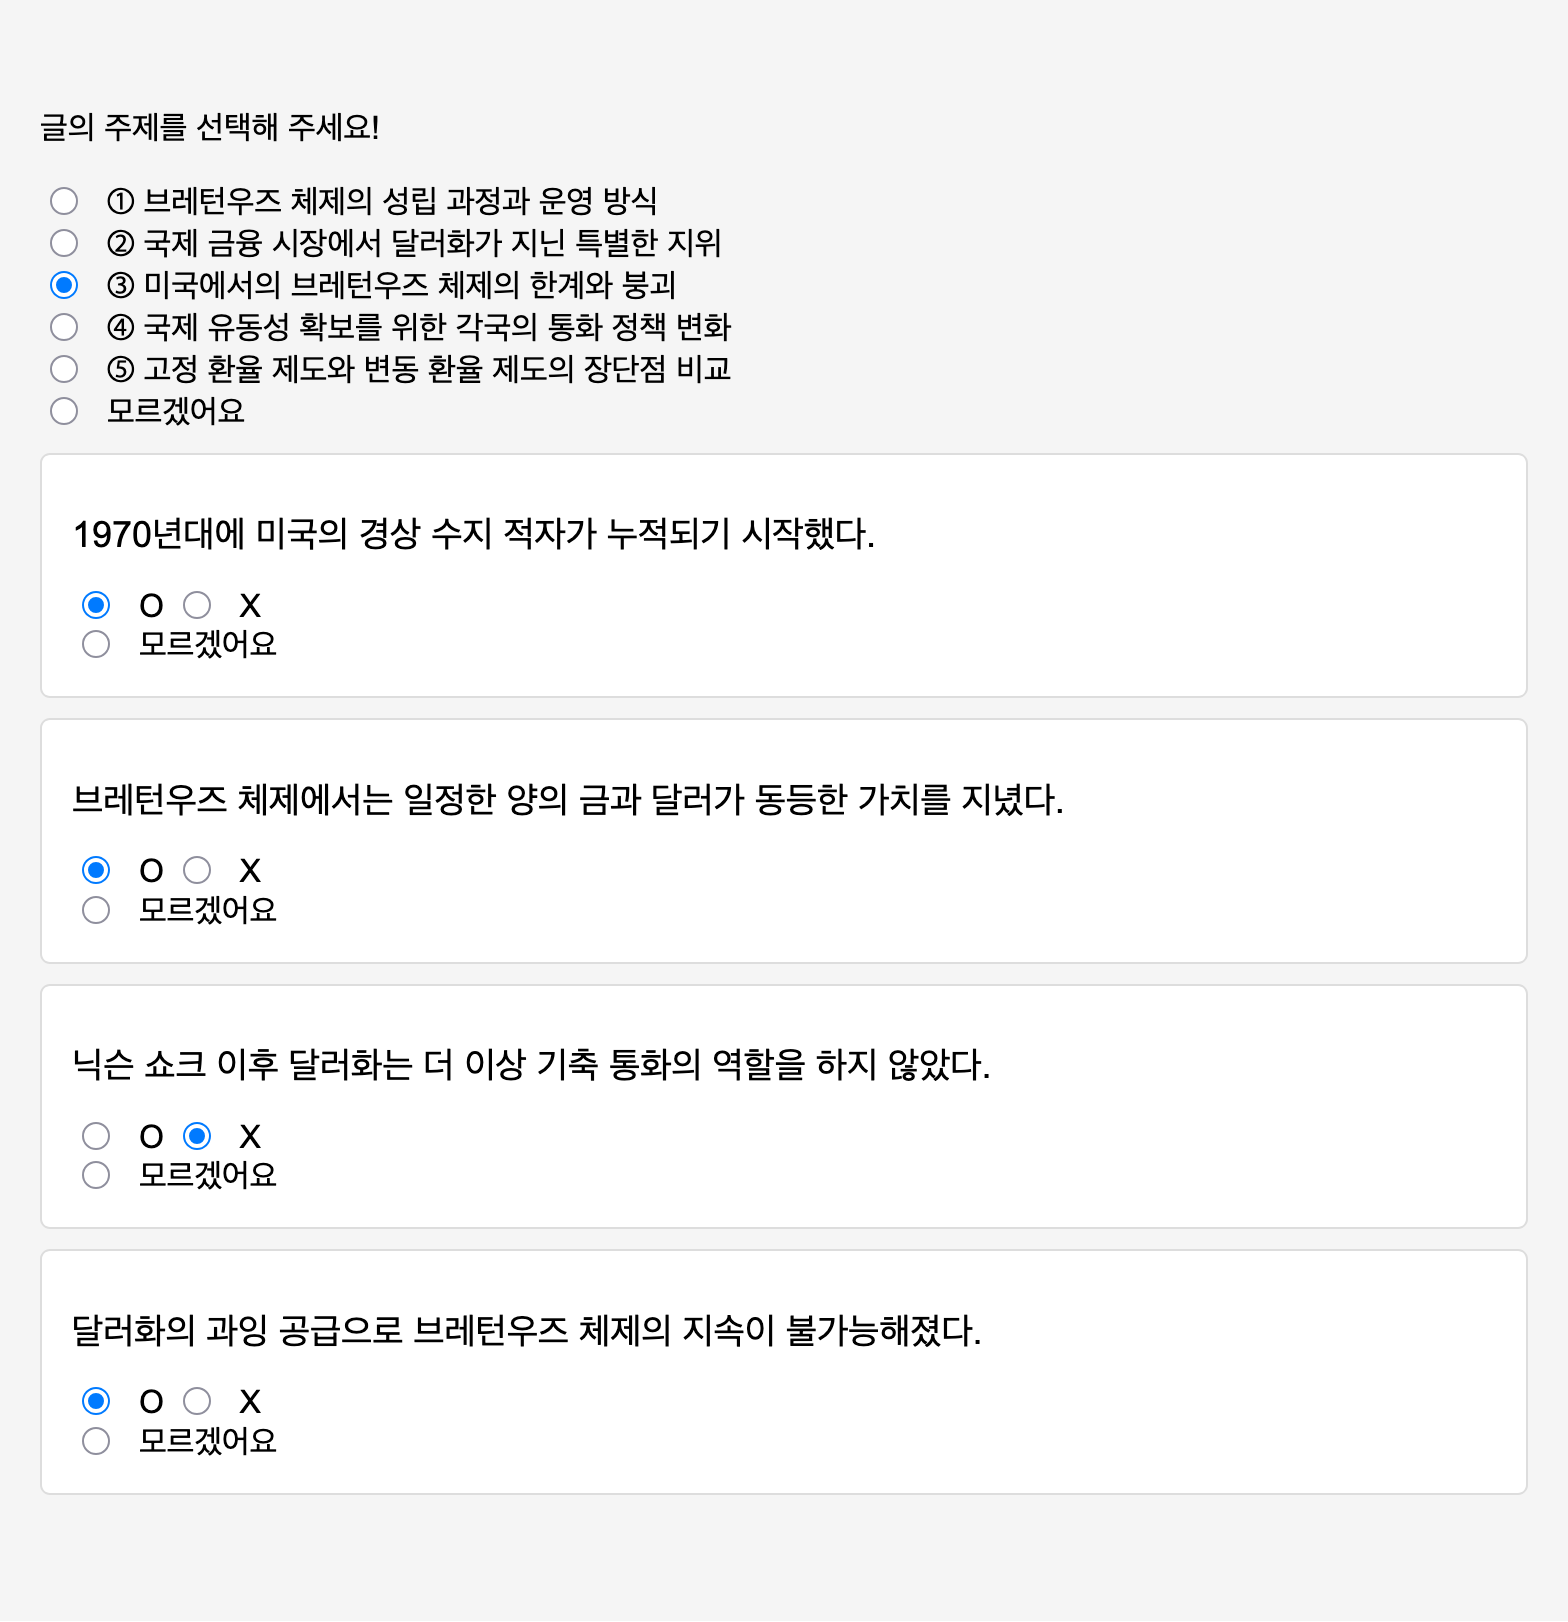 글의 주제를 선택해 주세요!
① 브레턴우즈 체제의 성립 과정과 운영 방식
② 국제 금융 시장에서 달러화가 지닌 특별한 지위
③ 미국에서의 브레턴우즈 체제의 한계와 붕괴
④ 국제 유동성 확보를 위한 각국의 통화 정책 변화
⑤ 고정 환율 제도와 변동 환율 제도의 장단점 비교
모르겠어요
1970년대에 미국의 경상 수지 적자가 누적되기 시작했다.
O X
모르겠어요
브레턴우즈 체제에서는 일정한 양의 금과 달러가 동등한 가치를 지녔다.
O X
모르겠어요
닉슨 쇼크 이후 달러화는 더 이상 기축 통화의 역할을 하지 않았다.
O X
모르겠어요
달러화의 과잉 공급으로 브레턴우즈 체제의 지속이 불가능해졌다.
O X
모르겠어요